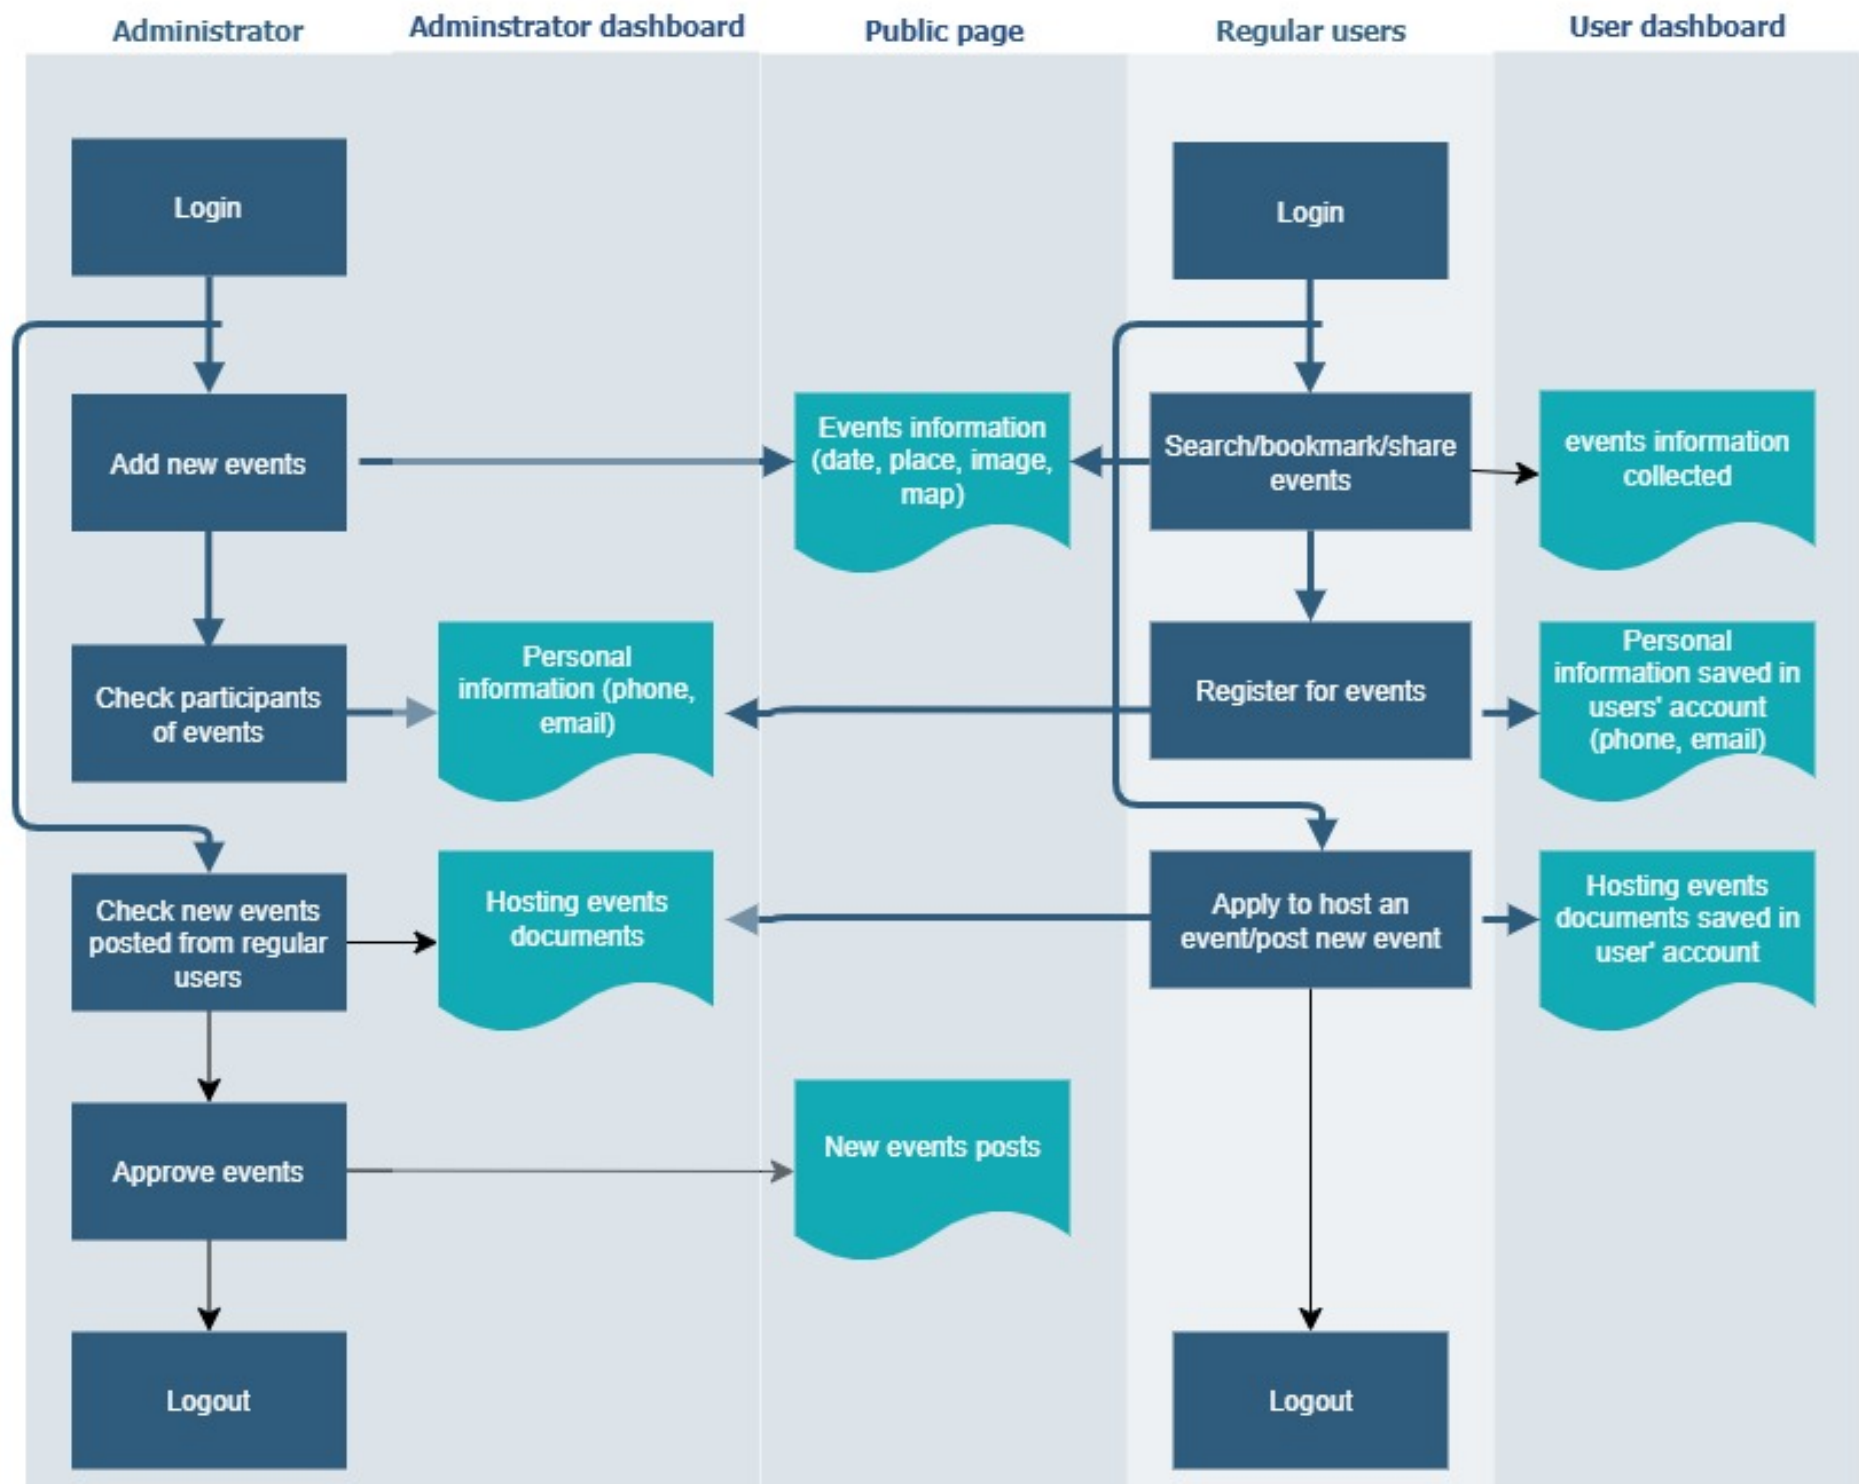 Administrator
Adminstrator dashboard
Public page
Regular users
User dashboard
Login
Login
Add new events
Events information
(date, place, image,
map)
Search/bookmark/share
events
events information
collected
Check participants
of events
Personal
information (phone,
email)
Register for events
Personal
information saved in
users' account
(phone, email)
Check new events
posted from regular
users
Hosting events
documents
Apply to host an
event/post new event
Hosting events
documents saved in
user' account
Approve events
New events posts
Logout
Logout